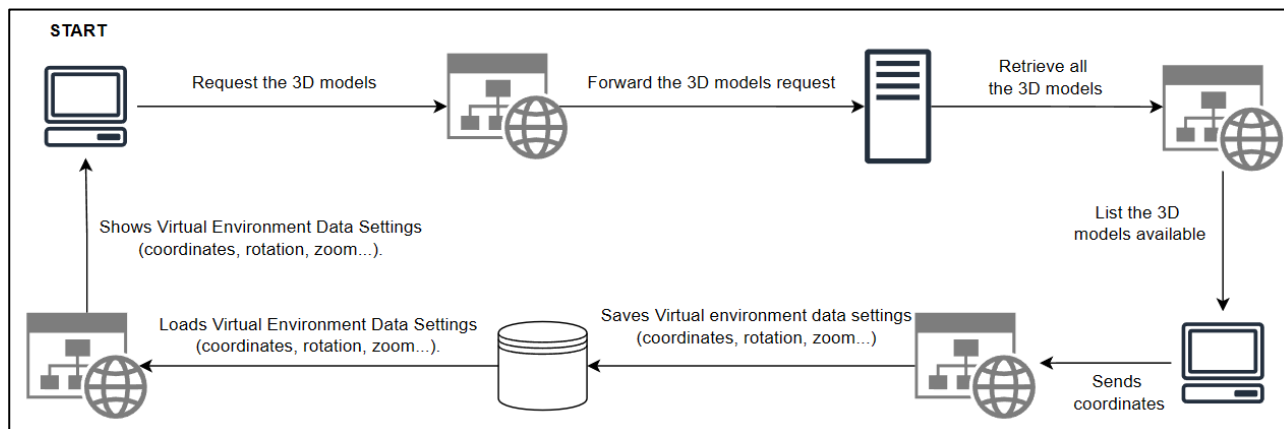 START
Request the 3D models
Forward the 3D models request
Retrieve all
the 3D models
List the 3D
models available
Sends
coordinates
Saves Virtual environment data settings
(coordinates, rotation, zoom...)
Loads Virtual Environment Data Settings
(coordinates, rotation, zoom...).
Shows Virtual Environment Data Settings
(coordinates, rotation, zoom...).